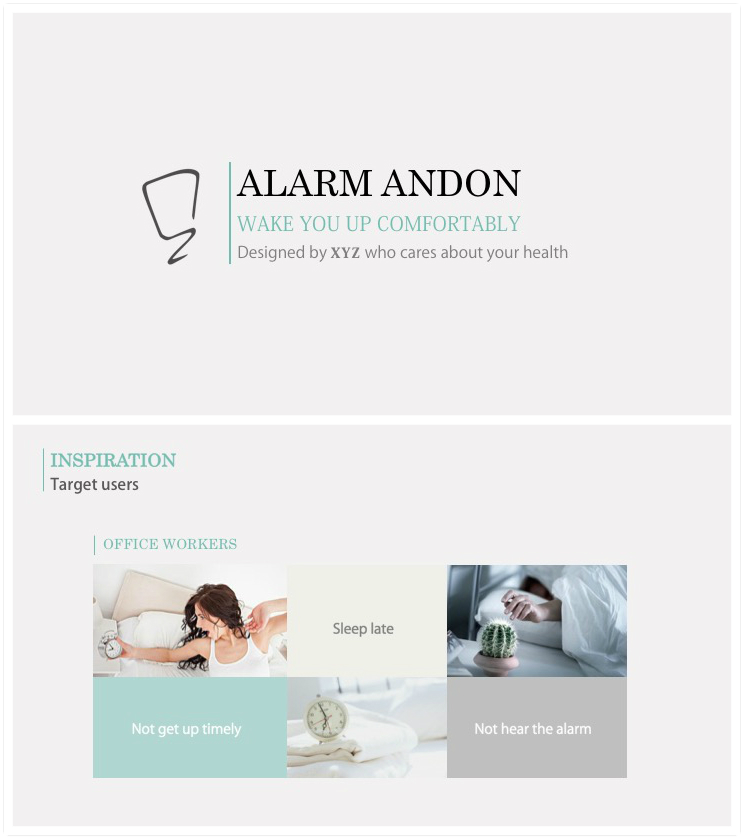 ALARM ANDON
WAKE YOU UP COMFORTABLY
Designed by XYZ who cares about your health
INSPIRATION
Target users
OFFICE WORKERS
Sleep late
Not get up timely
Not hear the alarm